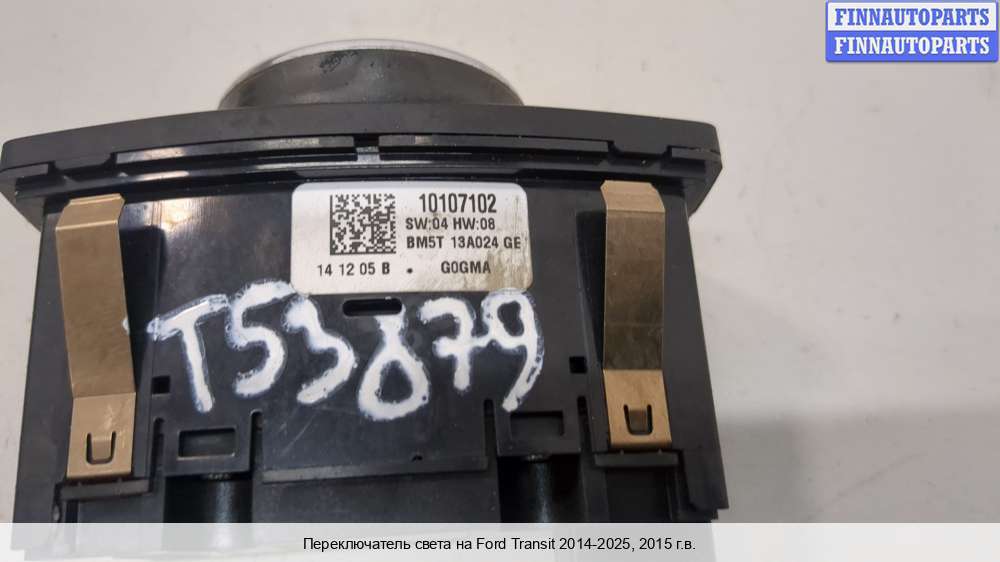 FINNAUTOPARTS
FINNAUTOPARTS
10107102
SW:04 HW:08
BM5T 13A024 GE
14 12 05 B . G0GMA
T53879
Переключатель света на Ford Transit 2014-2025, 2015 г.в.